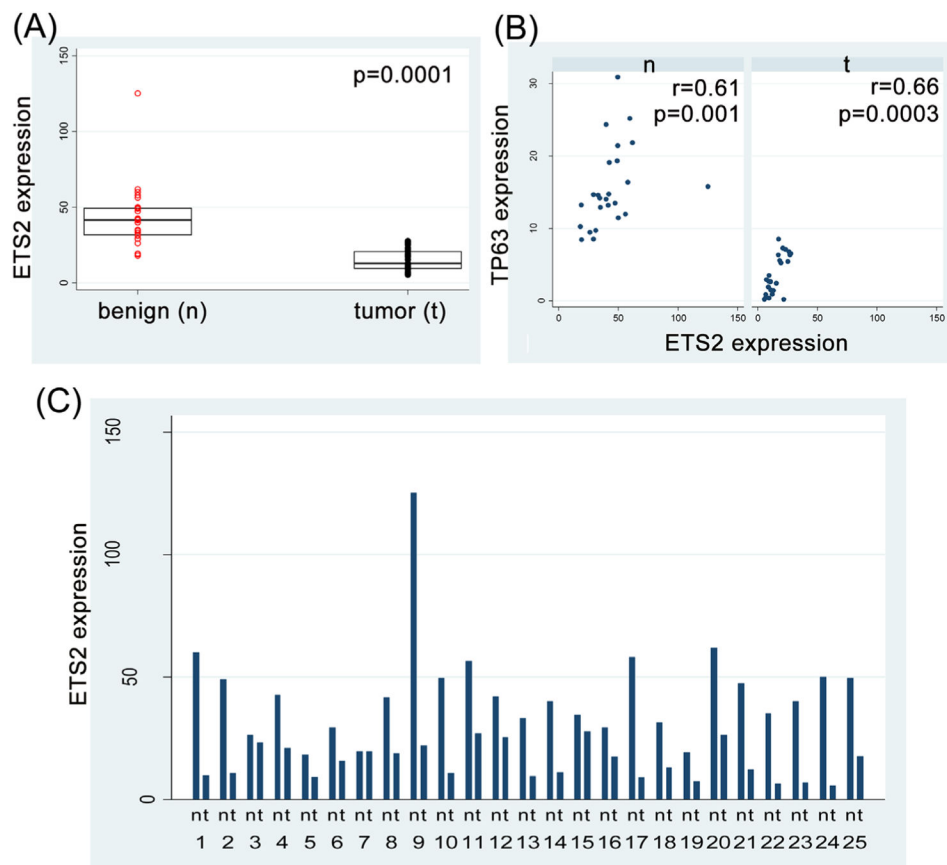 (A)
ETS2 expression
150
100
50
0
p=0.0001
benign (n) tumor (t)
(B)
n t
TP63 expression
30
20
10
0
r=0.61 r=0.66
p=0.001 p=0.0003
0 50 100 150 0 50 100 150
ETS2 expression
(C)
ETS2 expression
150
100
50
0
nt nt nt nt nt nt nt nt nt nt nt nt nt nt nt nt nt nt nt nt nt nt nt nt nt
1 2 3 4 5 6 7 8 9 10 11 12 13 14 15 16 17 18 19 20 21 22 23 24 25